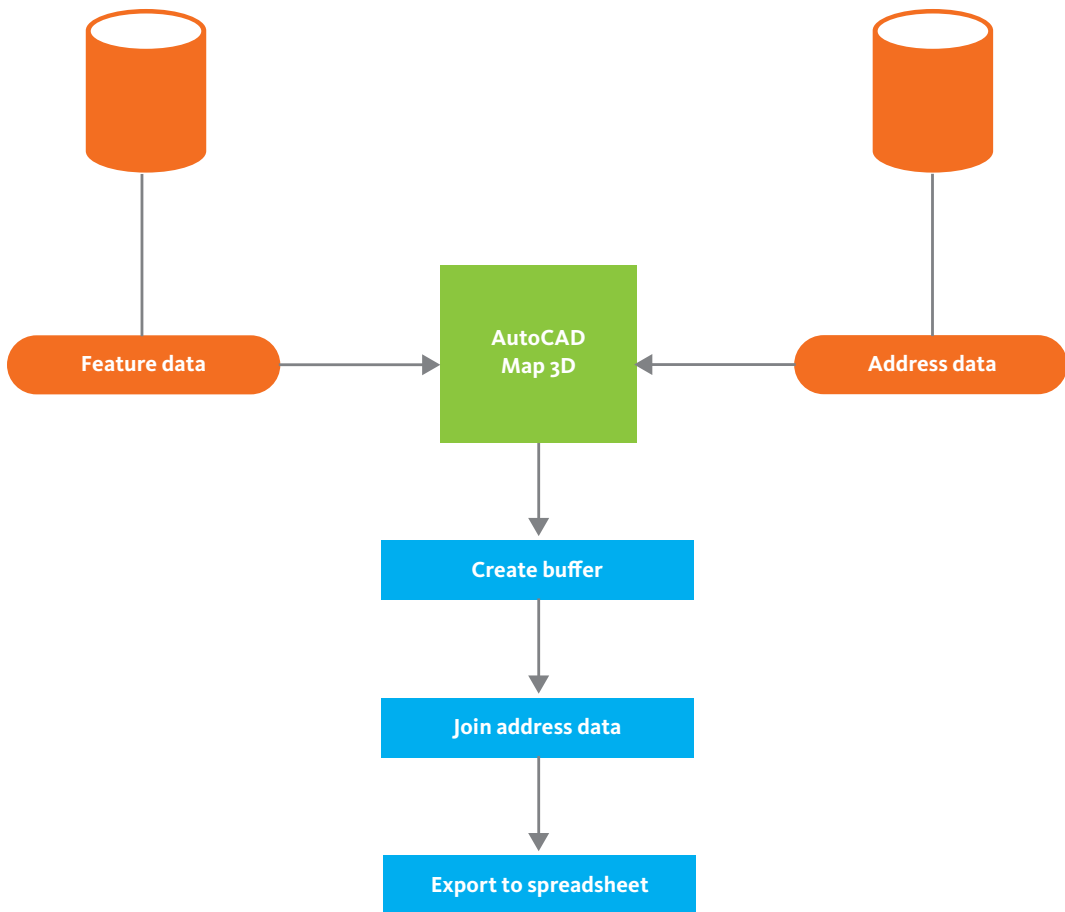 Feature data
AutoCAD
Map 3D
Address data
Create buffer
Join address data
Export to spreadsheet